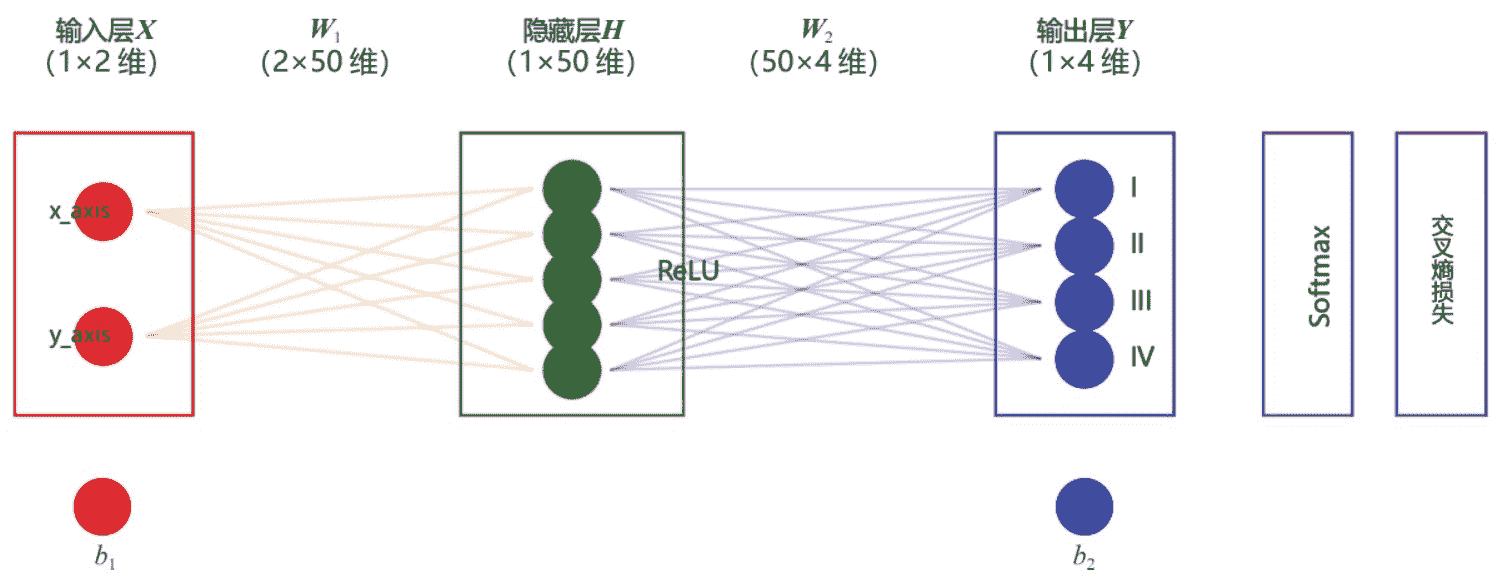 输入层X
(1×2 维)
W1
(2×50 维)
隐藏层H
(1×50 维)
W2
(50×4 维)
输出层Y
(1×4 维)
x_axis
y_axis
ReLU
I
II
III
IV
Softmax
交叉熵损失
b1
b2